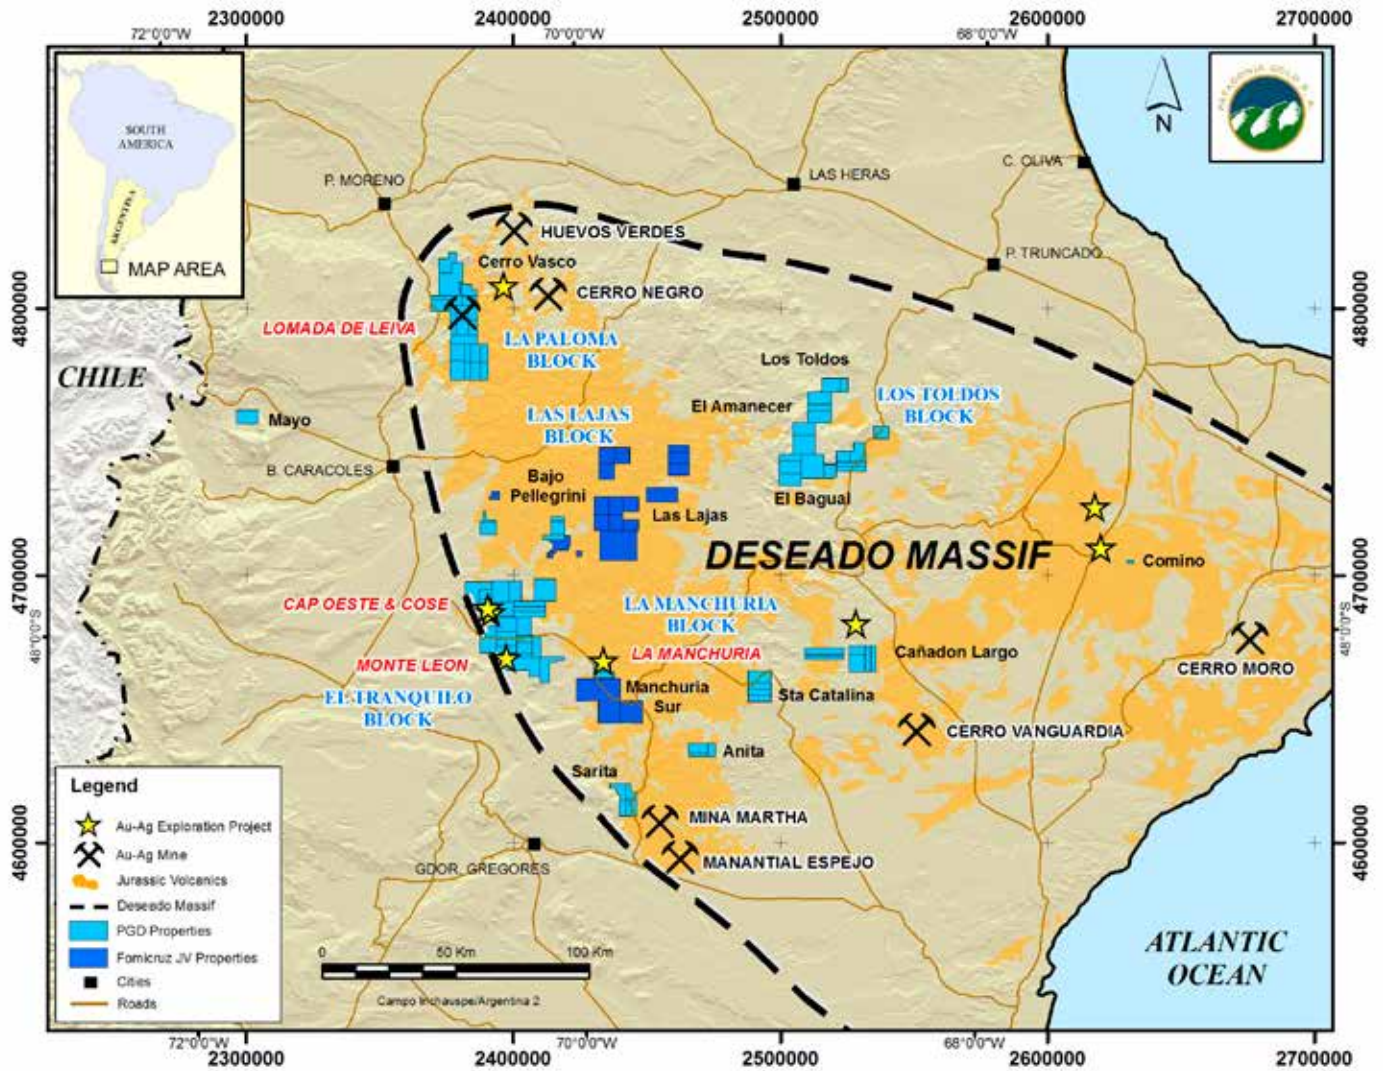 2300000
2400000
2500000
2600000
2700000
72°0'0"W
70°0'0"W
68°0'0"W
SOUTH
AMERICA
ARGENTINA
MAP AREA
N
PATAGONIA GOLD S. A.
C. OLIVA
LAS HERAS
P. MORENO
HUEVOS VERDES
P. TRUNCADO
Cerro Vasco
CERRO NEGRO
4800000
4800000
LOMADA DE LEIVA
LA PALOMA
BLOCK
CHILE
Los Toldos
El Amanecer
LOS TOLDOS
BLOCK
LAS LAJAS
BLOCK
Mayo
B. CARACOLES
Bajo
Pellegrini
El Bagual
Las Lajas
DESEADO MASSIF
Comino
4700000
4700000
CAP OESTE & COSE
LA MANCHURIA
BLOCK
48°0'0"S
48°0'0"S
MONTE LEON
LA MANCHURIA
Cañadon Largo
CERRO MORO
EL TRANQUILO
BLOCK
Manchuria
Sur
Sta Catalina
CERRO VANGUARDIA
Anita
Sarita
MINA MARTHA
MANANTIAL ESPEJO
4600000
4600000
GDOR. GREGORES
Legend
Au-Ag Exploration Project
Au-Ag Mine
Jurassic Volcanics
Deseado Massif
PGD Properties
Fomicruz JV Properties
Cities
Roads
0 50 Km 100 Km
Campo Inchauspe/Argentina 2
ATLANTIC
OCEAN
72°0'0"W
70°0'0"W
68°0'0"W
2300000
2400000
2500000
2600000
2700000